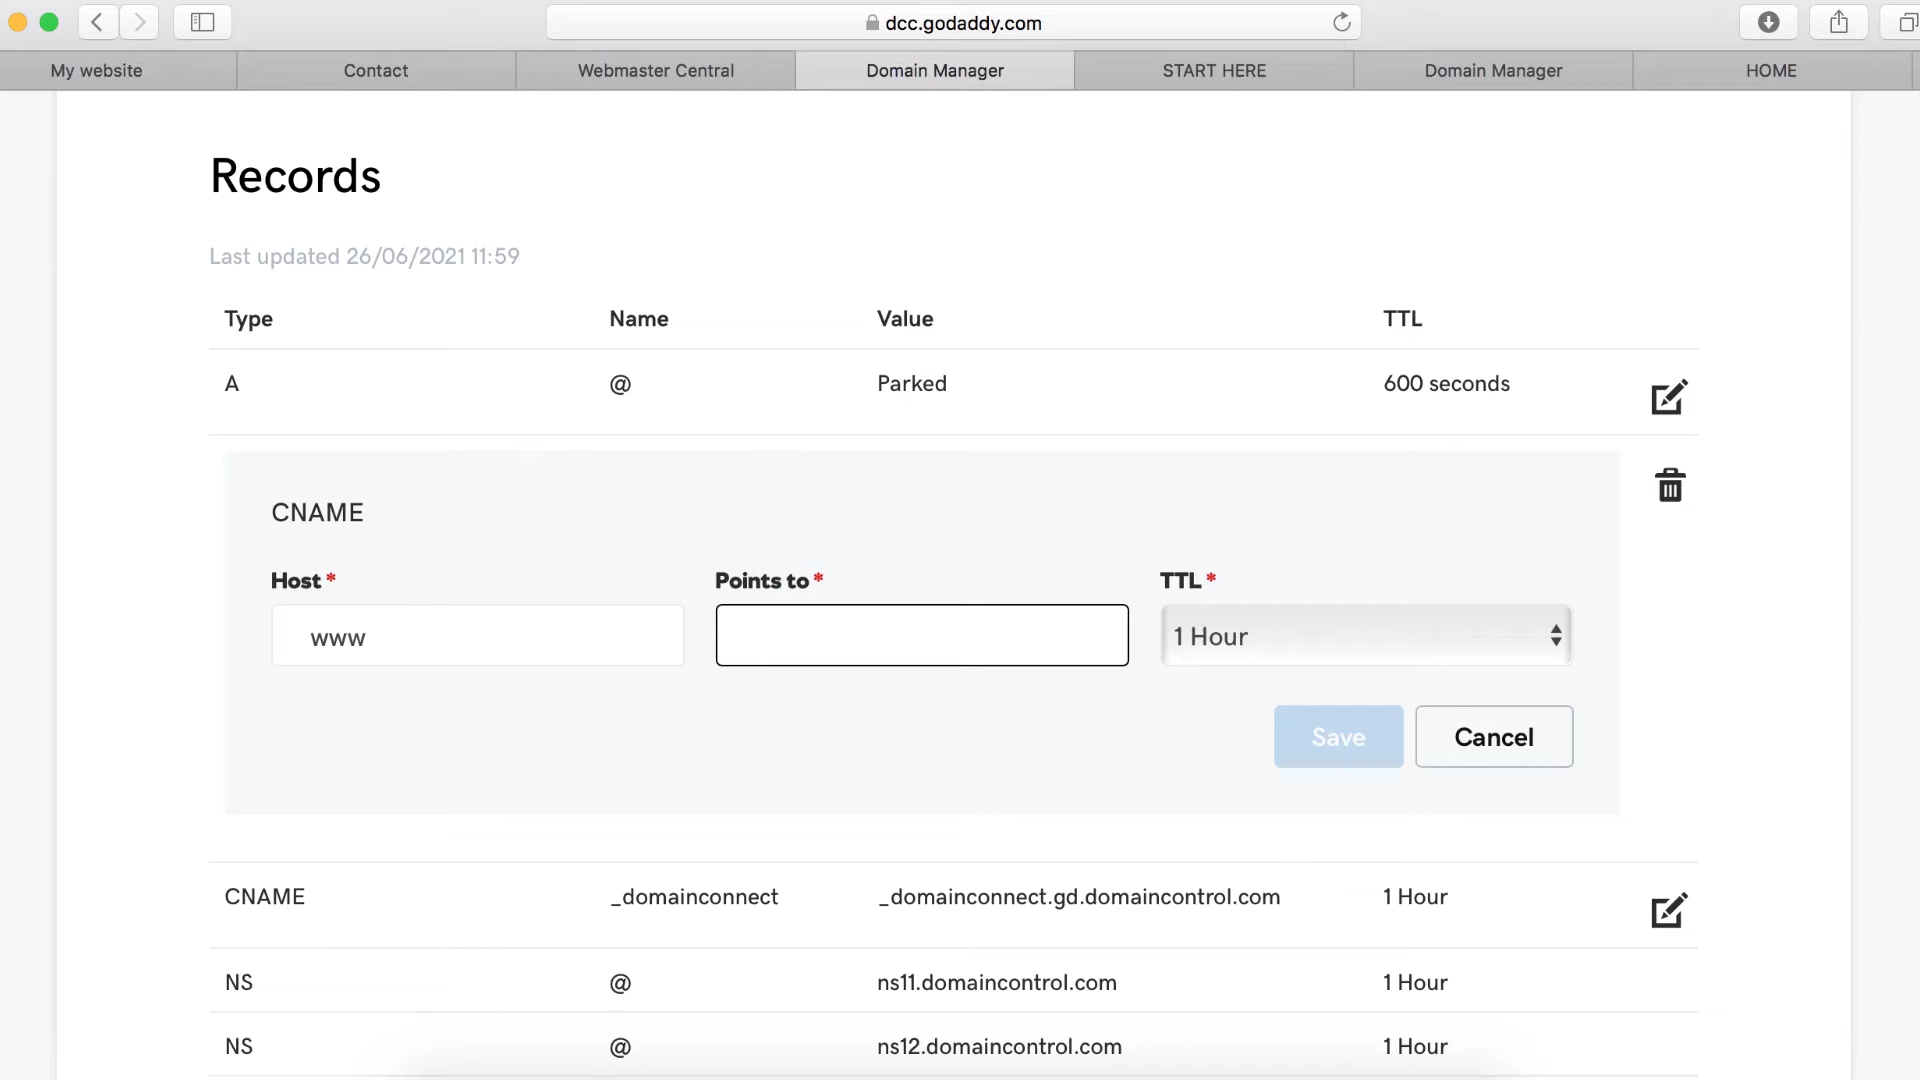 dcc.godaddy.com
My website Contact Webmaster Central Domain Manager START HERE Domain Manager HOME
Records
Last updated 26/06/2021 11:59
Type Name Value TTL
A @ Parked 600 seconds
CNAME
Host * Points to * TTL *
www 1 Hour
Save Cancel
CNAME _domainconnect _domainconnect.gd.domaincontrol.com 1 Hour
NS @ ns11.domaincontrol.com 1 Hour
NS @ ns12.domaincontrol.com 1 Hour